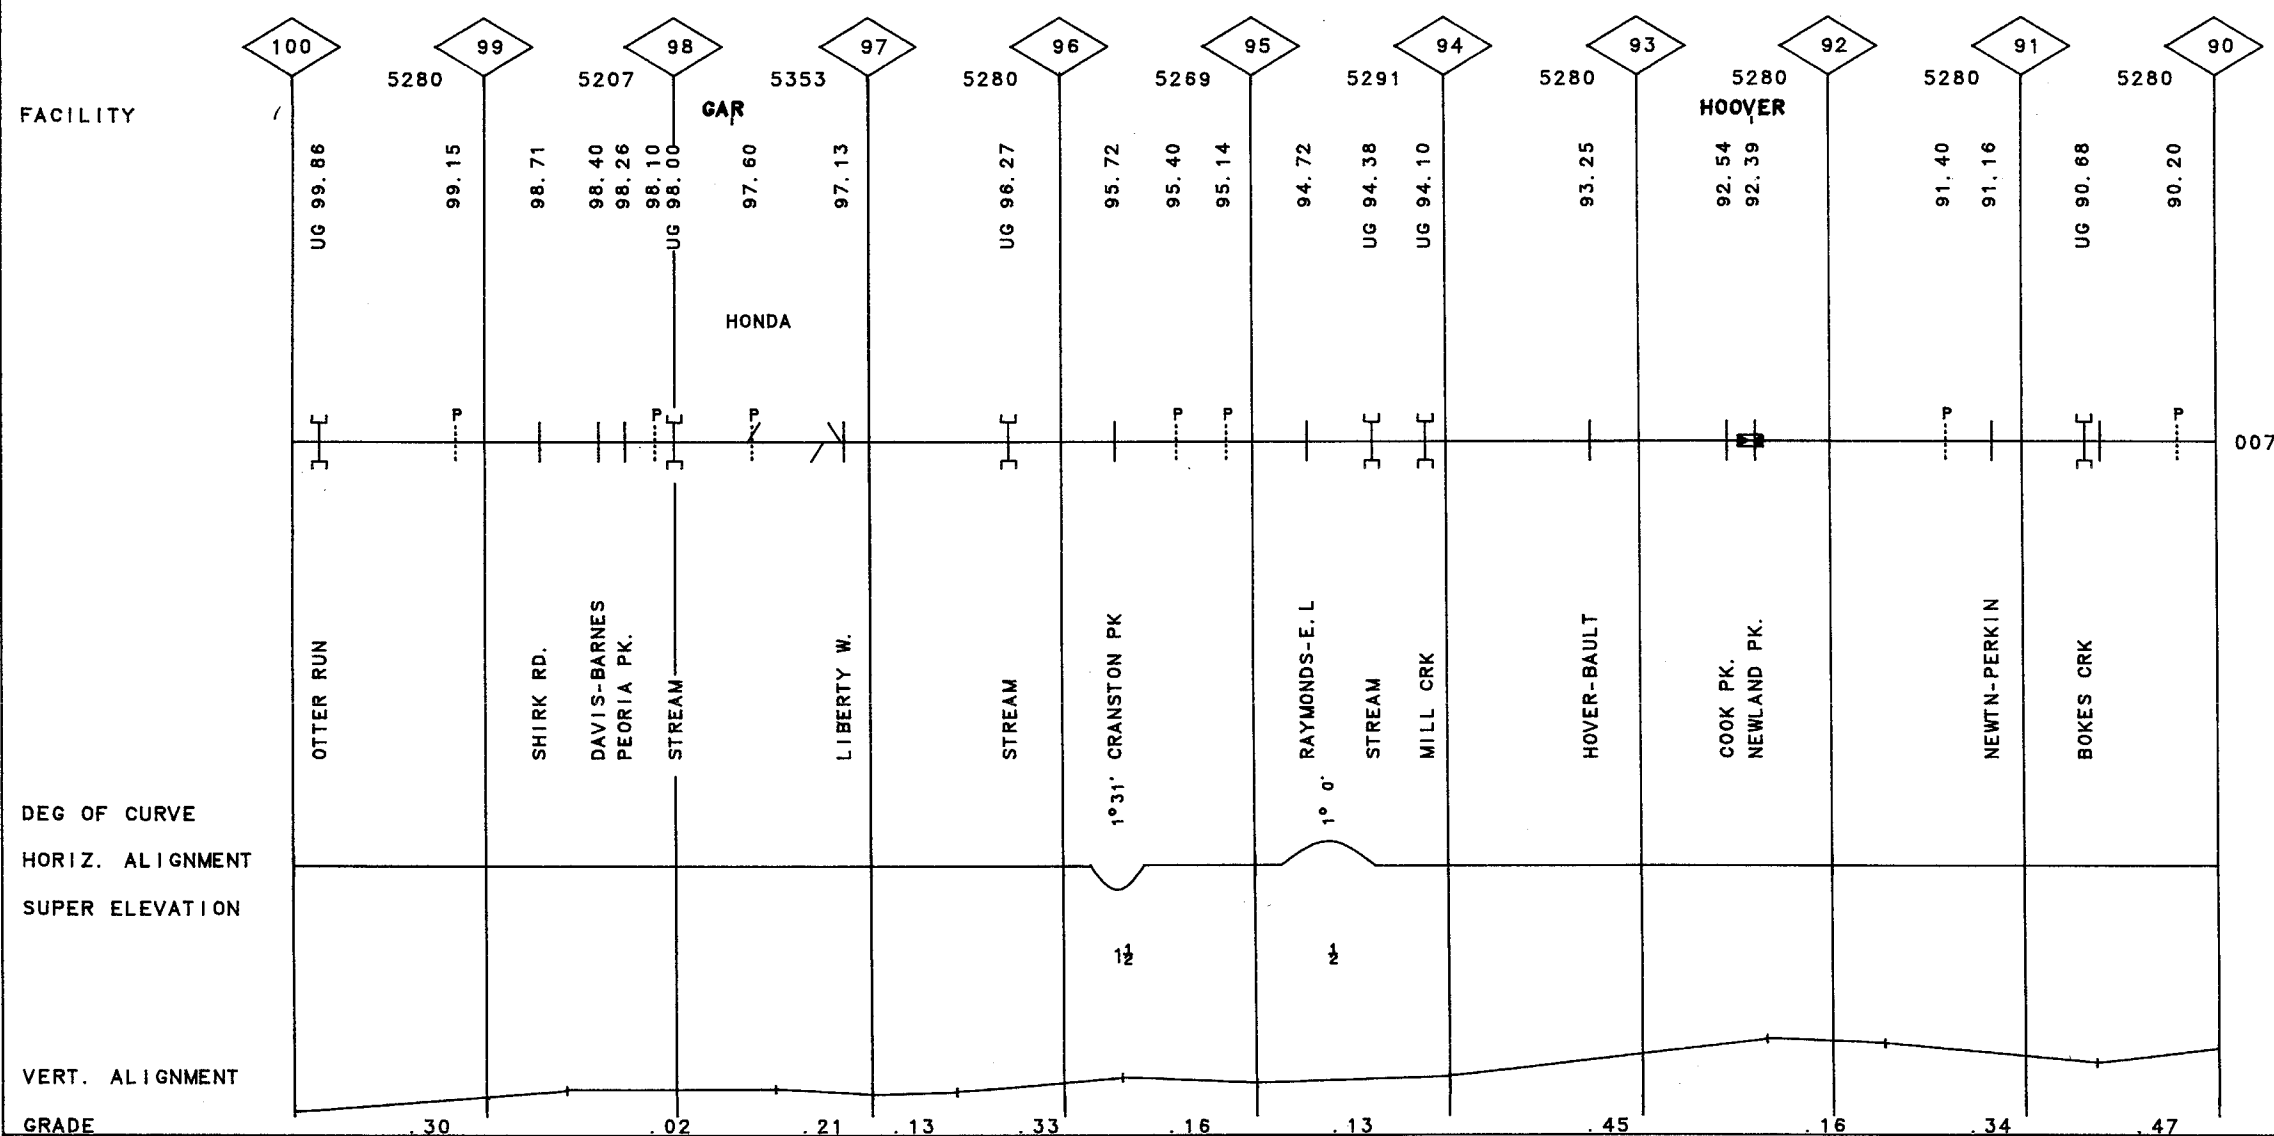 100 99 98 97 96 95 94 93 92 91 90
5280 5207 5353 5280 5269 5291 5280 5280 5280 5280
FACILITY GAR HOOVER
UG 99.86
99.15
98.71
98.40
98.26
98.10
UG 98.00
97.60
97.13
UG 96.27
95.72
95.40
95.14
94.72
UG 94.38
UG 94.10
93.25
92.54
92.39
91.40
91.16
UG 90.68
90.20
HONDA
P P P P P P P
007
OTTER RUN
SHIRK RD.
DAVIS-BARNES
PEORIA PK.
STREAM
LIBERTY W.
STREAM
CRANSTON PK
RAYMONDS-E.L
STREAM
MILL CRK
HOVER-BAULT
COOK PK.
NEWLAND PK.
NEWTN-PERKIN
BOKES CRK
DEG OF CURVE 1°31' 1° 0'
HORIZ. ALIGNMENT
SUPER ELEVATION
1½ ½
VERT. ALIGNMENT
GRADE .30 .02 .21 .13 .33 .16 .13 .45 .16 .34 .47